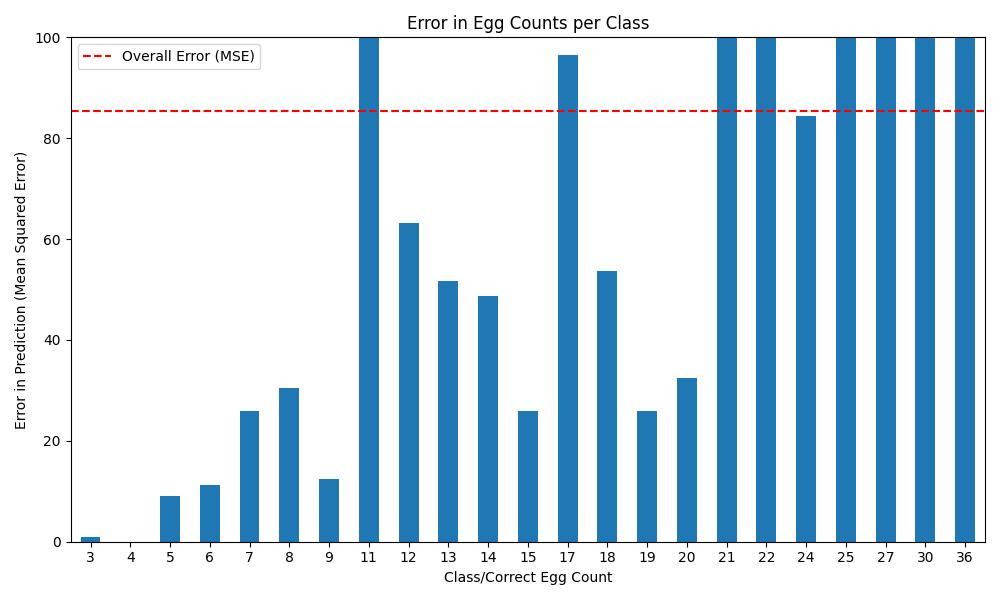 Error in Egg Counts per Class
Overall Error (MSE)
Error in Prediction (Mean Squared Error)
100
80
60
40
20
0
3 4 5 6 7 8 9 11 12 13 14 15 17 18 19 20 21 22 24 25 27 30 36
Class/Correct Egg Count